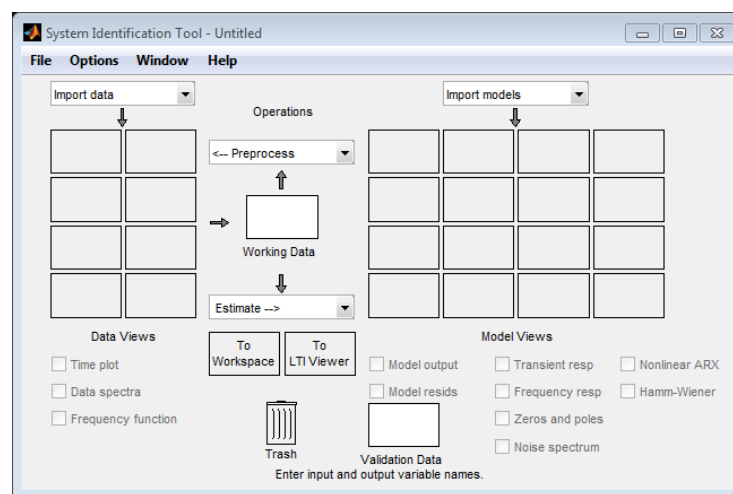 System Identification Tool - Untitled
File Options Window Help
Import data
Operations
Import models
<-- Preprocess
Working Data
Estimate -->
Data Views
To Workspace
To LTI Viewer
Model Views
Time plot
Data spectra
Frequency function
Model output
Model resids
Transient resp
Frequency resp
Zeros and poles
Noise spectrum
Nonlinear ARX
Hamm-Wiener
Trash
Validation Data
Enter input and output variable names.